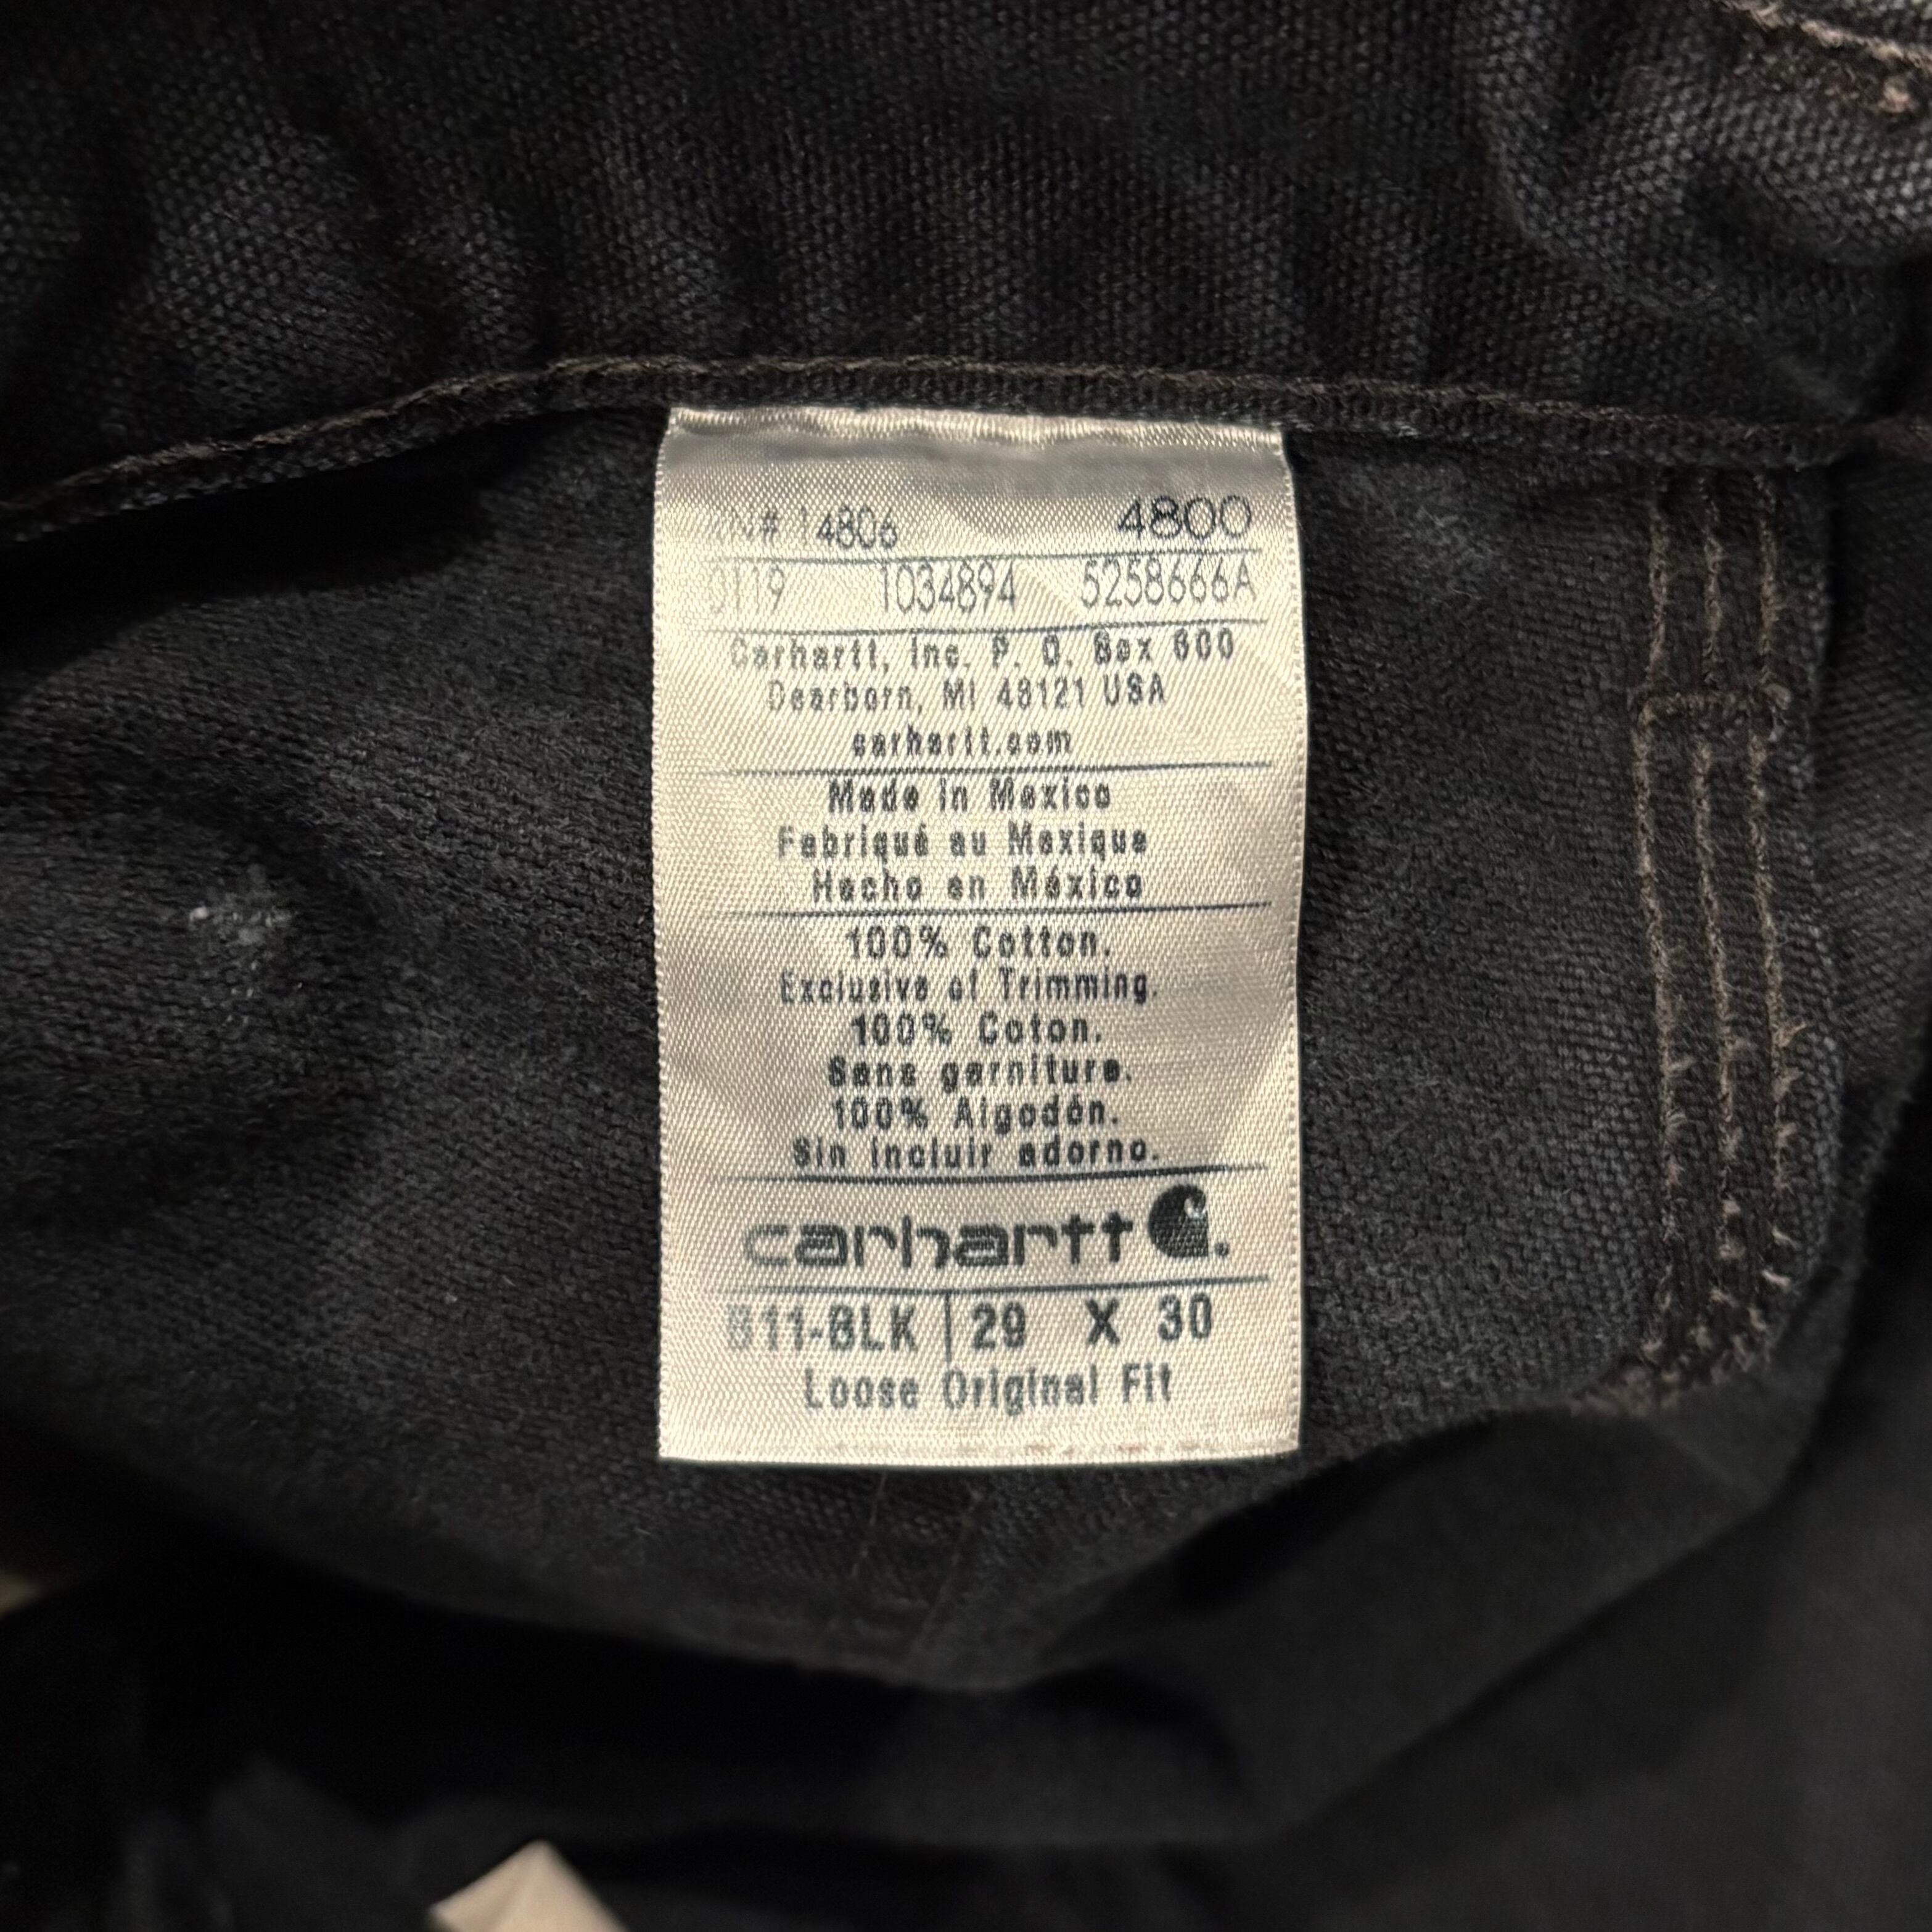 RN# 14806 4800
0119 1034894 5258666A
Carhartt, Inc. P. O. Box 600
Dearborn, MI 48121 USA
carhartt.com
Made in Mexico
Fabriqué au Mexique
Hecho en México
100% Cotton.
Exclusive of Trimming.
100% Coton.
Sans garniture.
100% Algodón.
Sin incluir adorno.
carhartt
B11-BLK | 29 X 30
Loose Original Fit